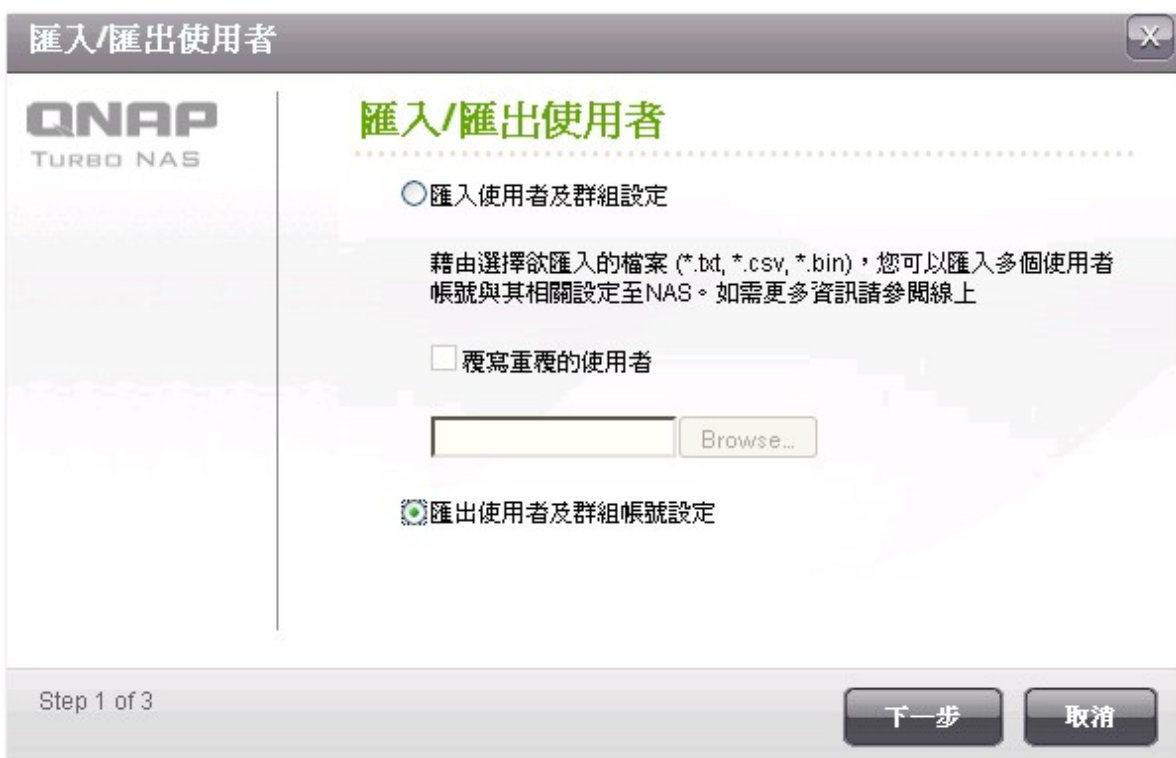 匯入/匯出使用者
X
QNAP
TURBO NAS
匯入/匯出使用者
匯入使用者及群組設定
藉由選擇欲匯入的檔案 (*.txt, *.csv, *.bin)，您可以匯入多個使用者
帳號與其相關設定至NAS。如需更多資訊請參閱線上
覆寫重覆的使用者
Browse...
匯出使用者及群組帳號設定
Step 1 of 3
下一步
取消